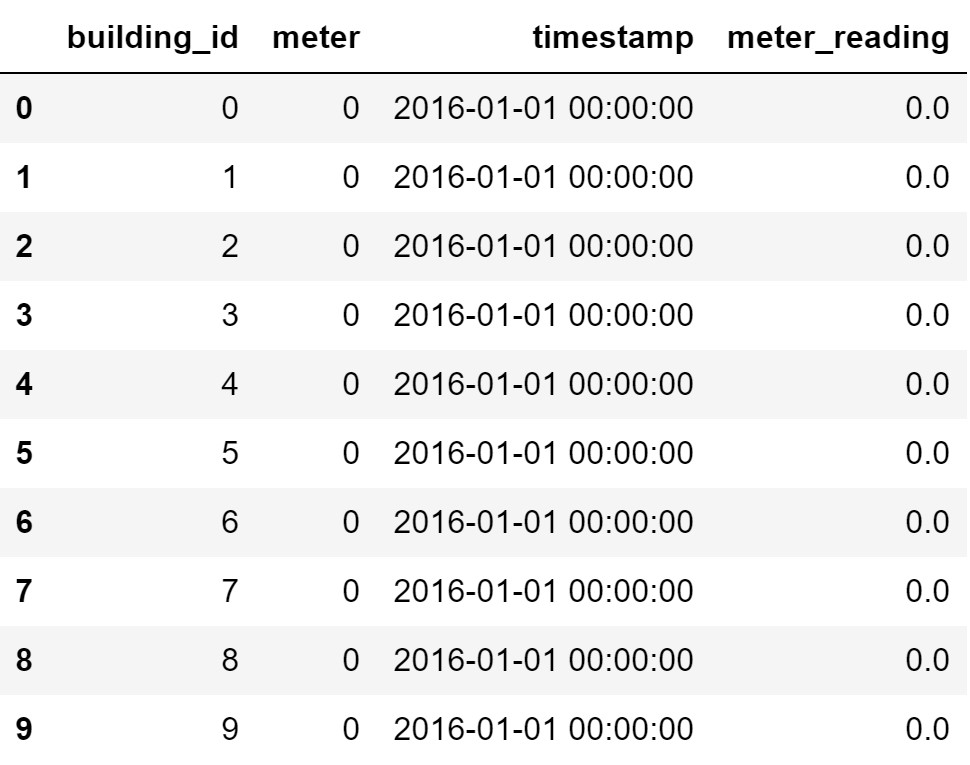 building_id meter timestamp meter_reading
0 0 0 2016-01-01 00:00:00 0.0
1 1 0 2016-01-01 00:00:00 0.0
2 2 0 2016-01-01 00:00:00 0.0
3 3 0 2016-01-01 00:00:00 0.0
4 4 0 2016-01-01 00:00:00 0.0
5 5 0 2016-01-01 00:00:00 0.0
6 6 0 2016-01-01 00:00:00 0.0
7 7 0 2016-01-01 00:00:00 0.0
8 8 0 2016-01-01 00:00:00 0.0
9 9 0 2016-01-01 00:00:00 0.0